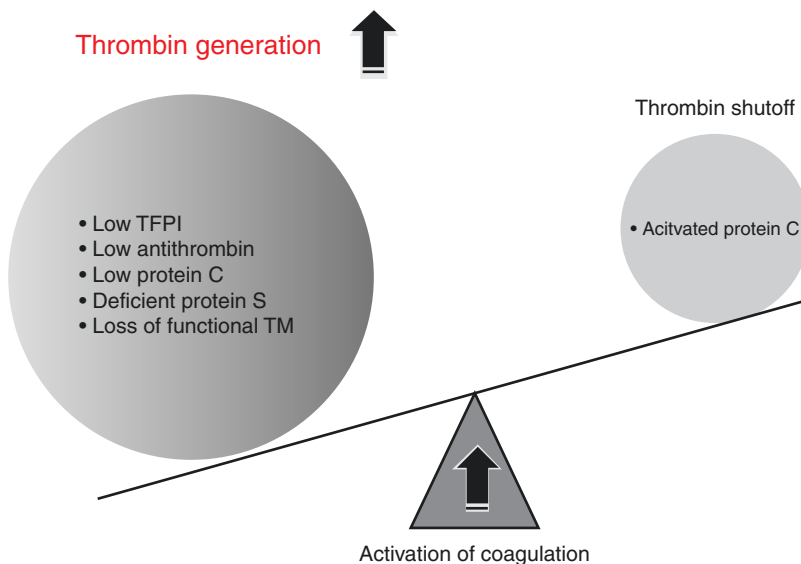 Thrombin generation
Thrombin shutoff
• Low TFPI
• Low antithrombin
• Low protein C
• Deficient protein S
• Loss of functional TM
• Acitvated protein C
Activation of coagulation